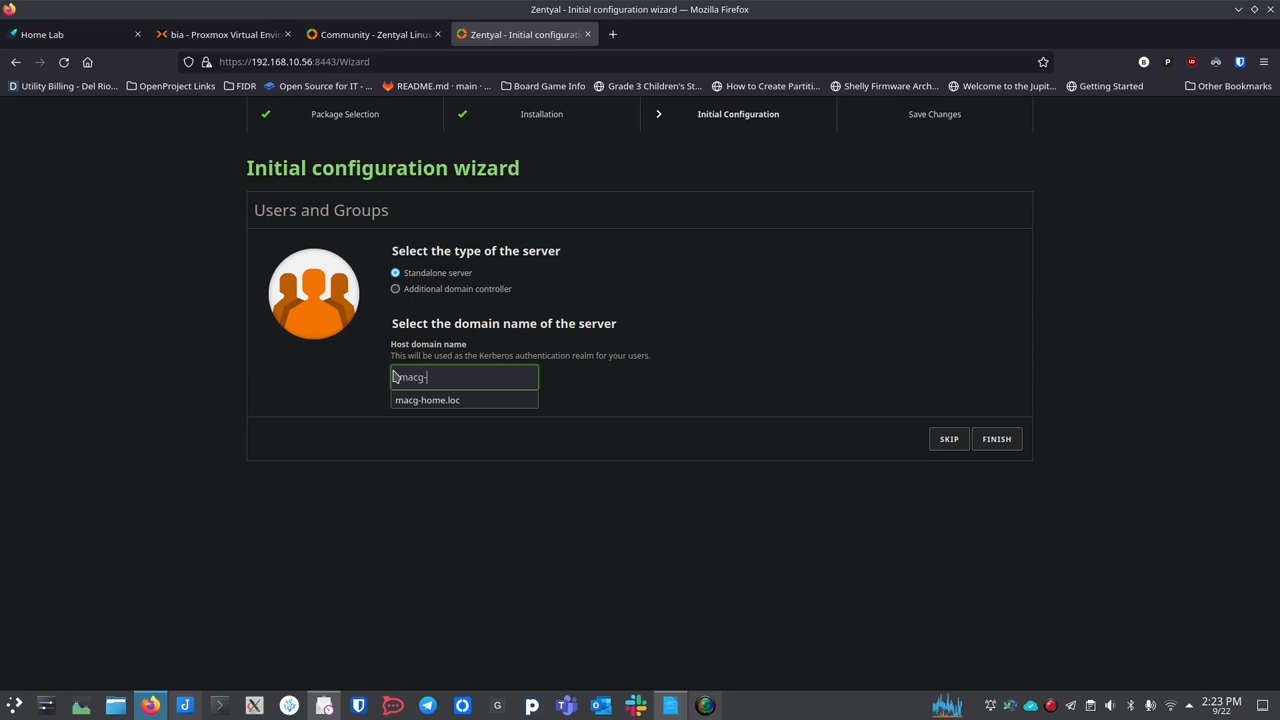 Zentyal - Initial configuration wizard — Mozilla Firefox
Home Lab
bia - Proxmox Virtual Envir
Community - Zentyal Linux
Zentyal - Initial configurati
https://192.168.10.56:8443/Wizard
Utility Billing - Del Rio...
OpenProject Links
FIDR
Open Source for IT - ...
README.md · main · ...
Board Game Info
Grade 3 Children's St...
How to Create Partiti...
Shelly Firmware Arch...
Welcome to the Jupit...
Getting Started
Other Bookmarks
Package Selection
Installation
Initial Configuration
Save Changes
Initial configuration wizard
Users and Groups
Select the type of the server
Standalone server
Additional domain controller
Select the domain name of the server
Host domain name
This will be used as the Kerberos authentication realm for your users.
macg-
macg-home.loc
SKIP
FINISH
2:23 PM
9/22